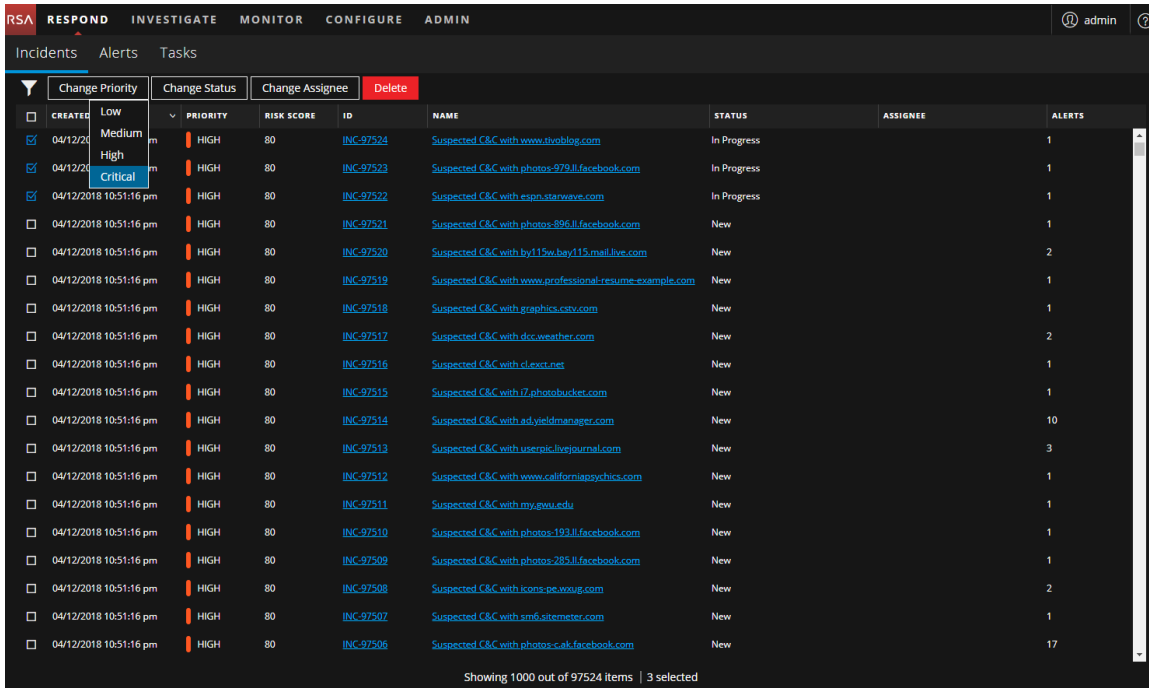 RSA RESPOND INVESTIGATE MONITOR CONFIGURE ADMIN admin ?
Incidents Alerts Tasks
Change Priority Change Status Change Assignee Delete
Low
Medium
High
Critical
CREATED PRIORITY RISK SCORE ID NAME STATUS ASSIGNEE ALERTS
04/12/20 m HIGH 80 INC-97524 Suspected C&C with www.tivoblog.com In Progress 1
04/12/20 m HIGH 80 INC-97523 Suspected C&C with photos-979.ll.facebook.com In Progress 1
04/12/2018 10:51:16 pm HIGH 80 INC-97522 Suspected C&C with espn.starwave.com In Progress 1
04/12/2018 10:51:16 pm HIGH 80 INC-97521 Suspected C&C with photos-896.ll.facebook.com New 1
04/12/2018 10:51:16 pm HIGH 80 INC-97520 Suspected C&C with by115w.bay115.mail.live.com New 2
04/12/2018 10:51:16 pm HIGH 80 INC-97519 Suspected C&C with www.professional-resume-example.com New 1
04/12/2018 10:51:16 pm HIGH 80 INC-97518 Suspected C&C with graphics.cstv.com New 1
04/12/2018 10:51:16 pm HIGH 80 INC-97517 Suspected C&C with dcc.weather.com New 2
04/12/2018 10:51:16 pm HIGH 80 INC-97516 Suspected C&C with cl.exct.net New 1
04/12/2018 10:51:16 pm HIGH 80 INC-97515 Suspected C&C with i7.photobucket.com New 1
04/12/2018 10:51:16 pm HIGH 80 INC-97514 Suspected C&C with ad.yieldmanager.com New 10
04/12/2018 10:51:16 pm HIGH 80 INC-97513 Suspected C&C with userpic.livejournal.com New 3
04/12/2018 10:51:16 pm HIGH 80 INC-97512 Suspected C&C with www.californiapsychics.com New 1
04/12/2018 10:51:16 pm HIGH 80 INC-97511 Suspected C&C with my.gwu.edu New 1
04/12/2018 10:51:16 pm HIGH 80 INC-97510 Suspected C&C with photos-193.ll.facebook.com New 1
04/12/2018 10:51:16 pm HIGH 80 INC-97509 Suspected C&C with photos-285.ll.facebook.com New 1
04/12/2018 10:51:16 pm HIGH 80 INC-97508 Suspected C&C with icons-pe.wxug.com New 2
04/12/2018 10:51:16 pm HIGH 80 INC-97507 Suspected C&C with sm6.sitemeter.com New 1
04/12/2018 10:51:16 pm HIGH 80 INC-97506 Suspected C&C with photos-c.ak.facebook.com New 17
Showing 1000 out of 97524 items | 3 selected